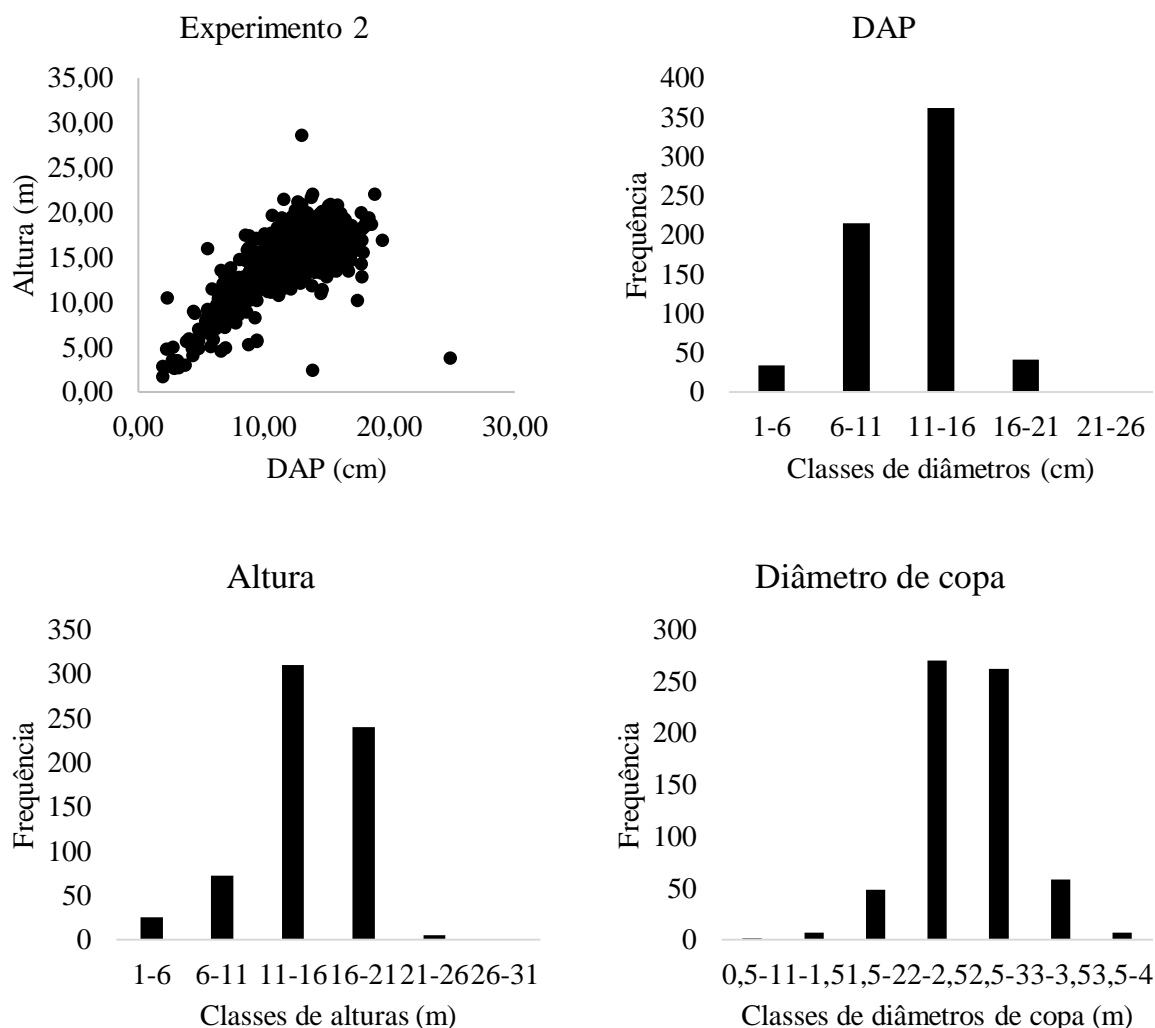 Experimento 2
35,00
30,00
25,00
20,00
15,00
10,00
5,00
0,00
0,00 10,00 20,00 30,00
Altura (m)
DAP (cm)
DAP
400
350
300
250
200
150
100
50
0
1-6 6-11 11-16 16-21 21-26
Frequência
Classes de diâmetros (cm)
Altura
350
300
250
200
150
100
50
0
1-6 6-11 11-16 16-21 21-26 26-31
Frequência
Classes de alturas (m)
Diâmetro de copa
300
250
200
150
100
50
0
0,5-1 1-1,5 1,5-2 2-2,5 2,5-3 3-3,5 3,5-4
Frequência
Classes de diâmetros de copa (m)